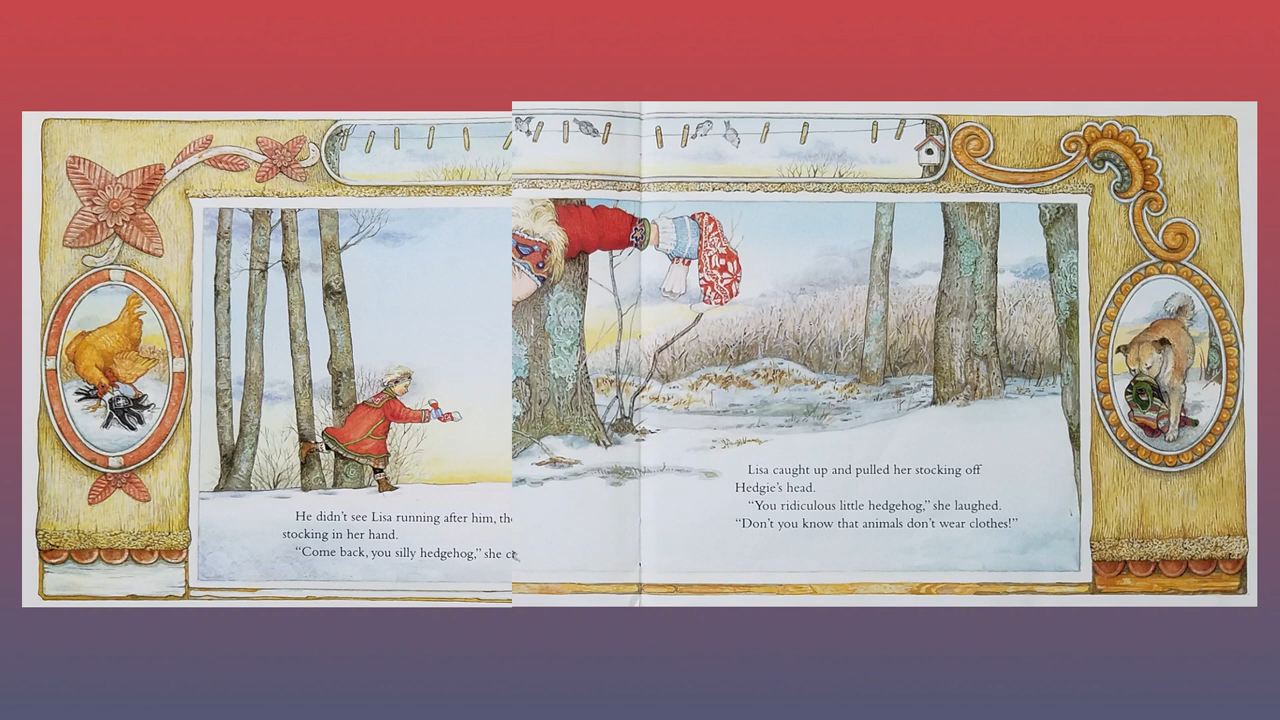 He didn't see Lisa running after him, the
stocking in her hand.
"Come back, you silly hedgehog," she
Lisa caught up and pulled her stocking off
Hedgie's head.
"You ridiculous little hedgehog," she laughed.
"Don't you know that animals don't wear clothes!"